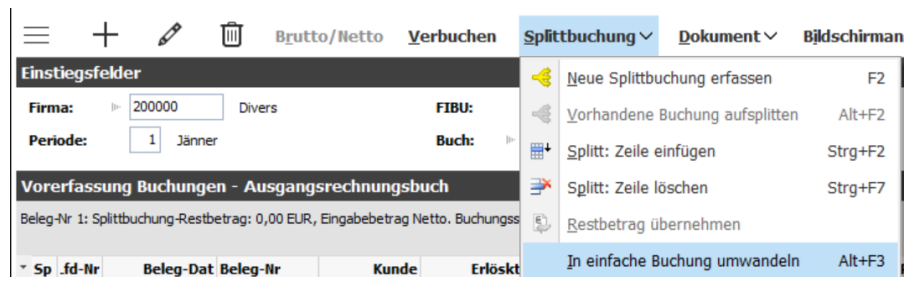 Brutto/Netto Verbuchen Splittbuchung Dokument Bildschirman
Einstiegsfelder
Firma: 200000 Divers FIBU:
Periode: 1 Jänner Buch:
Vorerfassung Buchungen - Ausgangsrechnungsbuch
Beleg-Nr 1: Splittbuchung-Restbetrag: 0,00 EUR, Eingabebetrag Netto. Buchungss
Sp .fd-Nr Beleg-Dat Beleg-Nr Kunde Erlöskt
Neue Splittbuchung erfassen F2
Vorhandene Buchung aufsplitten Alt+F2
Splitt: Zeile einfügen Strg+F2
Splitt: Zeile löschen Strg+F7
Restbetrag übernehmen
In einfache Buchung umwandeln Alt+F3